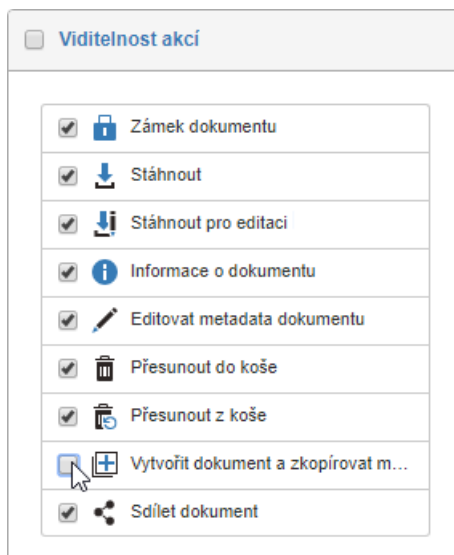 Viditelnost akcí
Zámek dokumentu
Stáhnout
Stáhnout pro editaci
Informace o dokumentu
Editovat metadata dokumentu
Přesunout do koše
Přesunout z koše
Vytvořit dokument a zkopírovat m...
Sdílet dokument